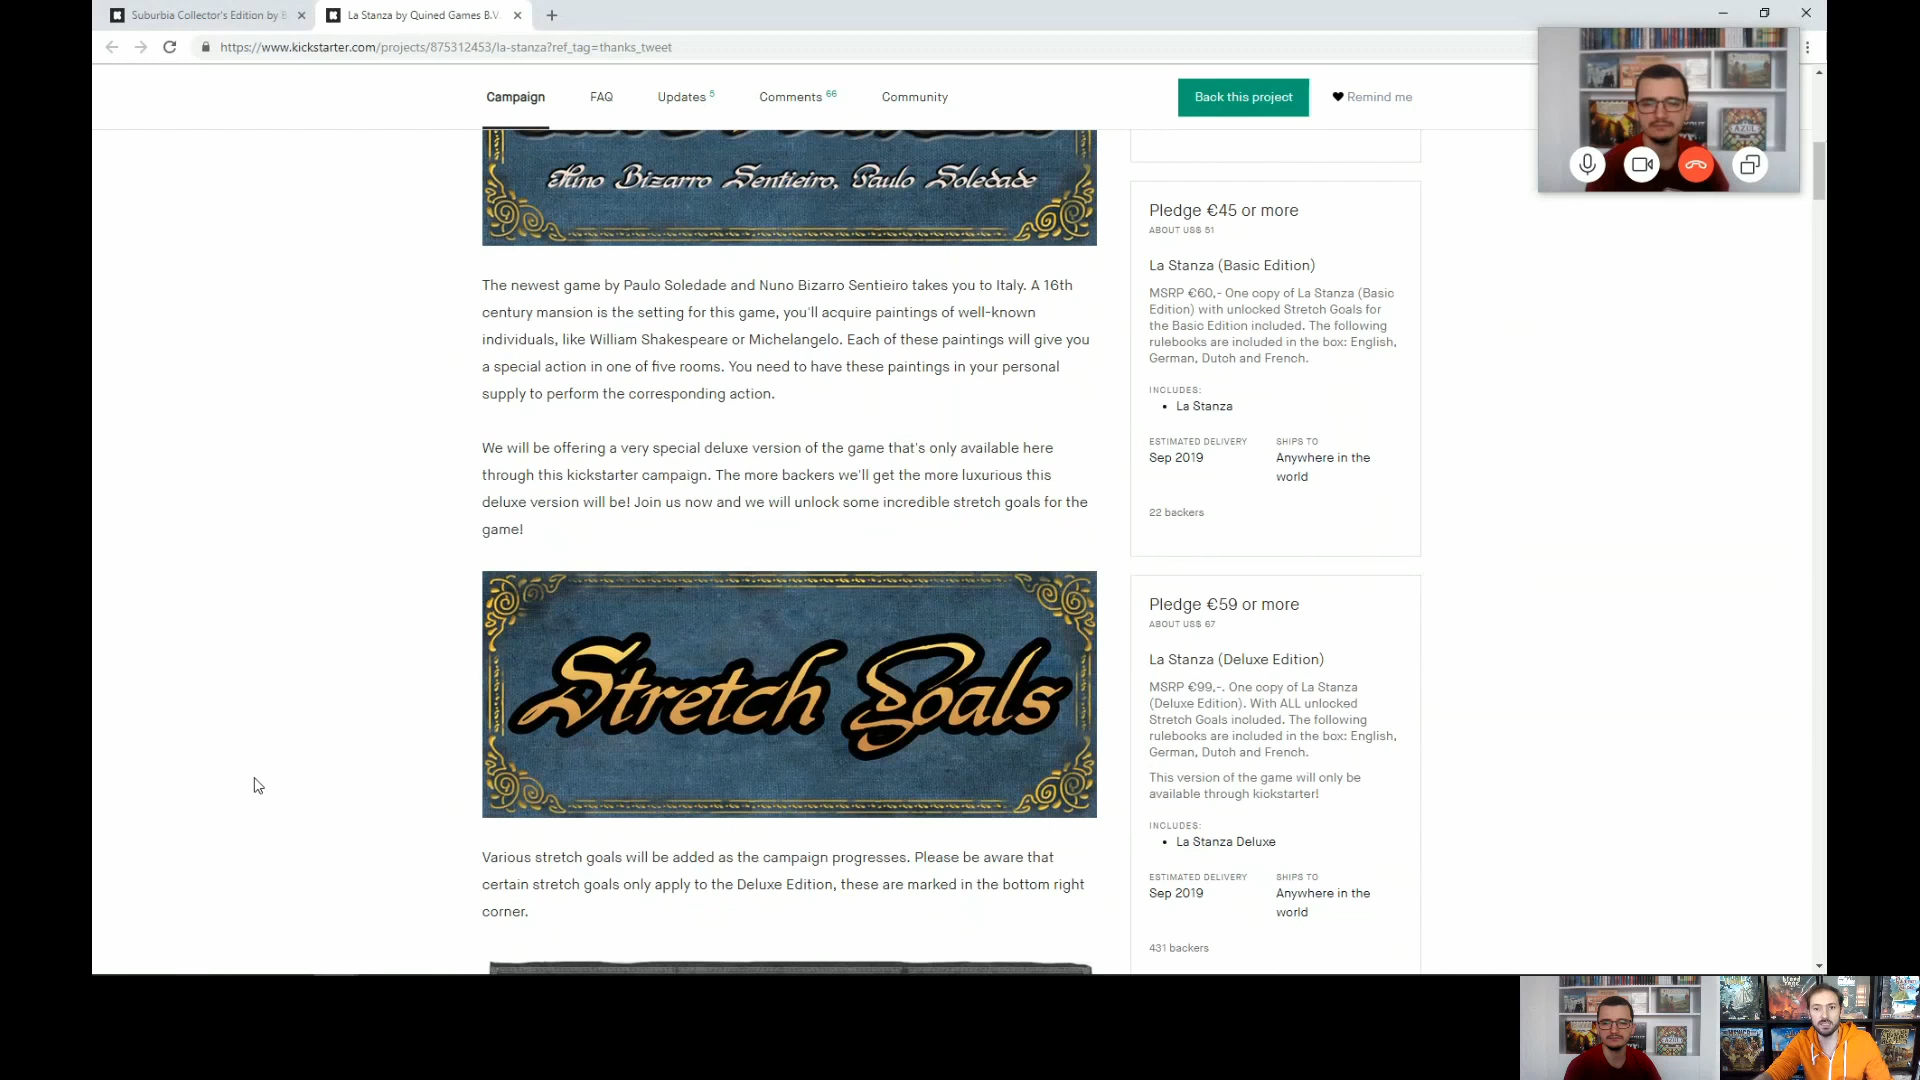 Suburbia Collector's Edition by B
La Stanza by Quined Games B.V.
https://www.kickstarter.com/projects/875312453/la-stanza?ref_tag=thanks_tweet
Campaign
FAQ
Updates 5
Comments 66
Community
Back this project
Remind me
Nuno Bizarro Sentieiro, Paulo Soledade
The newest game by Paulo Soledade and Nuno Bizarro Sentieiro takes you to Italy. A 16th
century mansion is the setting for this game, you'll acquire paintings of well-known
individuals, like William Shakespeare or Michelangelo. Each of these paintings will give you
a special action in one of five rooms. You need to have these paintings in your personal
supply to perform the corresponding action.
We will be offering a very special deluxe version of the game that's only available here
through this kickstarter campaign. The more backers we'll get the more luxurious this
deluxe version will be! Join us now and we will unlock some incredible stretch goals for the
game!
Stretch Goals
Various stretch goals will be added as the campaign progresses. Please be aware that
certain stretch goals only apply to the Deluxe Edition, these are marked in the bottom right
corner.
Pledge €45 or more
ABOUT US$ 51
La Stanza (Basic Edition)
MSRP €60,- One copy of La Stanza (Basic
Edition) with unlocked Stretch Goals for
the Basic Edition included. The following
rulebooks are included in the box: English,
German, Dutch and French.
INCLUDES:
• La Stanza
ESTIMATED DELIVERY
Sep 2019
SHIPS TO
Anywhere in the
world
22 backers
Pledge €59 or more
ABOUT US$ 67
La Stanza (Deluxe Edition)
MSRP €99,-. One copy of La Stanza
(Deluxe Edition). With ALL unlocked
Stretch Goals included. The following
rulebooks are included in the box: English,
German, Dutch and French.
This version of the game will only be
available through kickstarter!
INCLUDES:
• La Stanza Deluxe
ESTIMATED DELIVERY
Sep 2019
SHIPS TO
Anywhere in the
world
431 backers
AZUL